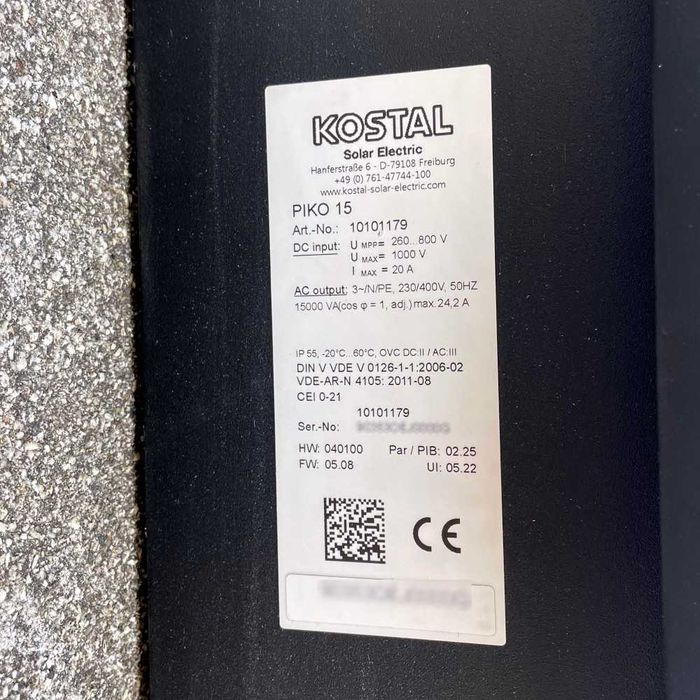 KOSTAL
Solar Electric
Hanferstraße 6 - D-79108 Freiburg
+49 (0) 761-47744-100
www.kostal-solar-electric.com
PIKO 15
Art.-No.: 10101179
DC input: U MPP= 260...800 V
U MAX= 1000 V
I MAX = 20 A
AC output: 3~/N/PE, 230/400V, 50HZ
15000 VA(cos φ = 1, adj.) max.24,2 A
IP 55, -20°C...60°C, OVC DC:II / AC:III
DIN V VDE V 0126-1-1:2006-02
VDE-AR-N 4105: 2011-08
CEI 0-21
10101179
Ser.-No:
HW: 040100 Par / PIB: 02.25
FW: 05.08 UI: 05.22
CE